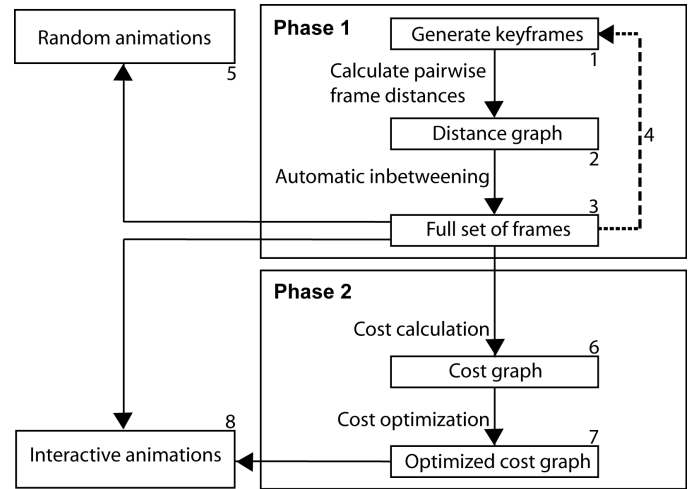 Random animations
5
Phase 1
Generate keyframes
1
Calculate pairwise
frame distances
Distance graph
2
4
Automatic inbetweening
3
Full set of frames
Phase 2
Cost calculation
6
Cost graph
Cost optimization
7
Optimized cost graph
8
Interactive animations